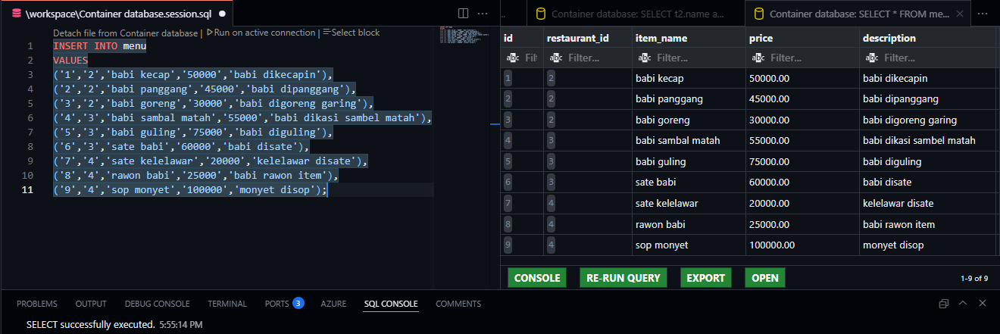 \workspace\Container database.session.sql
Detach file from Container database | Run on active connection | Select block
1 INSERT INTO menu
2 VALUES
3 ('1','2','babi kecap','50000','babi dikecapin'),
4 ('2','2','babi panggang','45000','babi dipanggang'),
5 ('3','2','babi goreng','30000','babi digoreng garing'),
6 ('4','3','babi sambal matah','55000','babi dikasi sambel matah'),
7 ('5','3','babi guling','75000','babi diguling'),
8 ('6','3','sate babi','60000','babi disate'),
9 ('7','4','sate kelelawar','20000','kelelawar disate'),
10 ('8','4','rawon babi','25000','babi rawon item'),
11 ('9','4','sop monyet','100000','monyet disop');
Container database: SELECT t2.name a...
Container database: SELECT * FROM me...
id restaurant_id item_name price description
abc Filt abc Filter... abc Filter... abc Filter... abc Filter...
1 2 babi kecap 50000.00 babi dikecapin
2 2 babi panggang 45000.00 babi dipanggang
3 2 babi goreng 30000.00 babi digoreng garing
4 3 babi sambal matah 55000.00 babi dikasi sambel matah
5 3 babi guling 75000.00 babi diguling
6 3 sate babi 60000.00 babi disate
7 4 sate kelelawar 20000.00 kelelawar disate
8 4 rawon babi 25000.00 babi rawon item
9 4 sop monyet 100000.00 monyet disop
CONSOLE RE-RUN QUERY EXPORT OPEN 1-9 of 9
PROBLEMS OUTPUT DEBUG CONSOLE TERMINAL PORTS 3 AZURE SQL CONSOLE COMMENTS
SELECT successfully executed. 5:55:14 PM